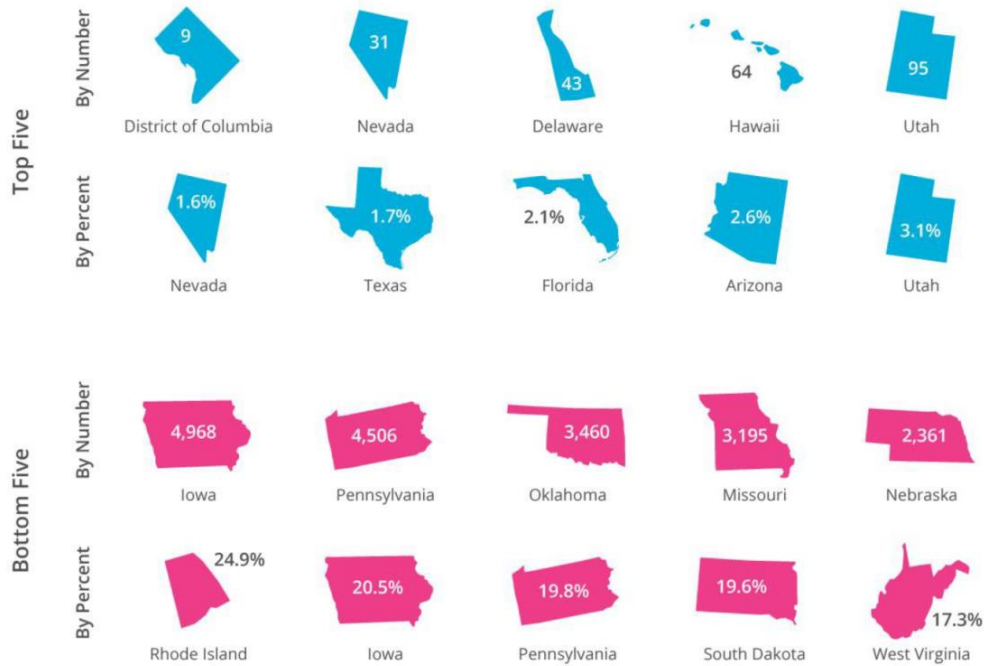 Top Five
By Number
9 31 43 64 95
District of Columbia Nevada Delaware Hawaii Utah
By Percent
1.6% 1.7% 2.1% 2.6% 3.1%
Nevada Texas Florida Arizona Utah
Bottom Five
By Number
4,968 4,506 3,460 3,195 2,361
Iowa Pennsylvania Oklahoma Missouri Nebraska
By Percent
24.9% 20.5% 19.8% 19.6% 17.3%
Rhode Island Iowa Pennsylvania South Dakota West Virginia